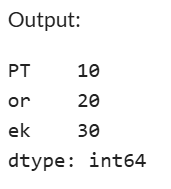 Output:
PT    10
or    20
ek    30
dtype: int64